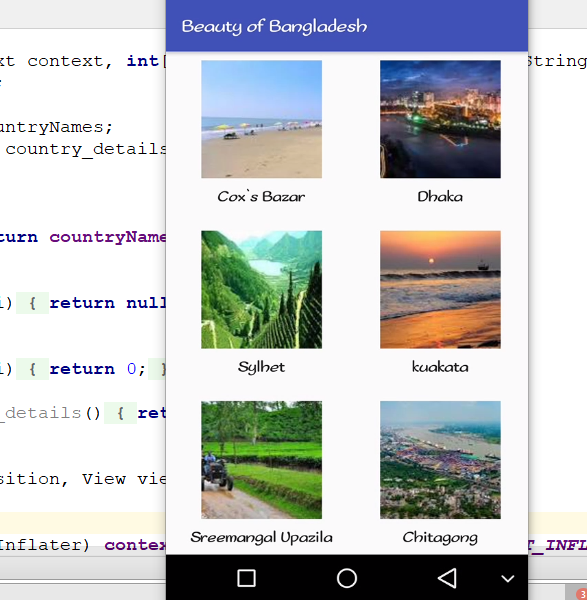 Beauty of Bangladesh
xt context, int[
String
untryNames;
country_details
Cox`s Bazar
Dhaka
turn countryName
i) { return null
Sylhet
kuakata
i) { return 0; }
_details() { ret
sition, View vie
Sreemangal Upazila
Chitagong
Inflater) contex
T_INFL